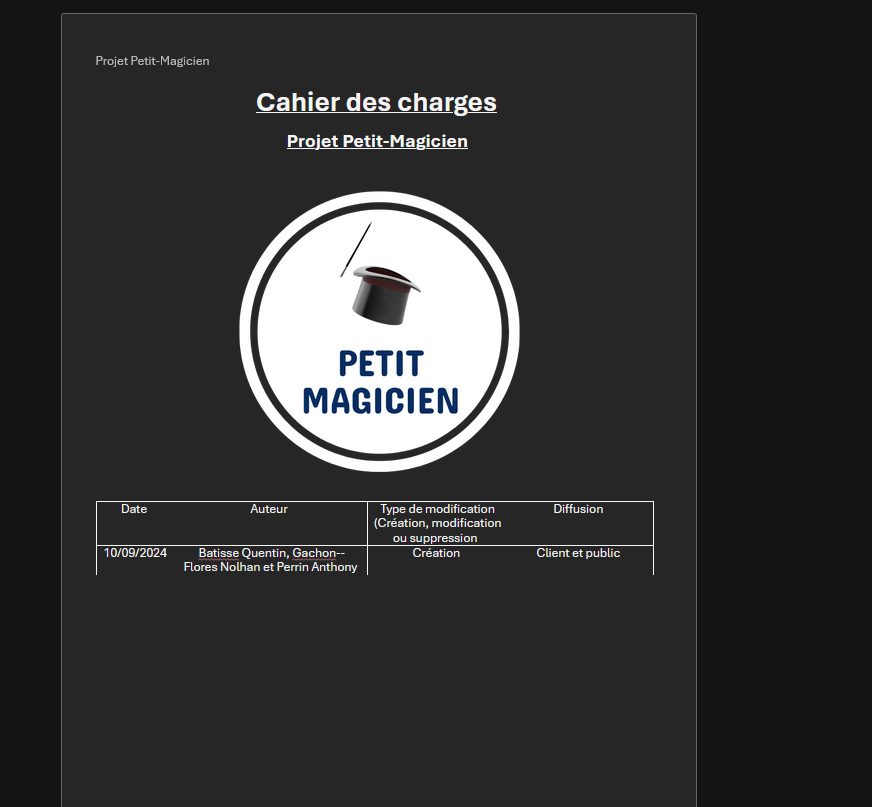 Projet Petit-Magicien
Cahier des charges
Projet Petit-Magicien
PETIT
MAGICIEN
Date Auteur Type de modification Diffusion
(Création, modification
ou suppression
10/09/2024 Batisse Quentin, Gachon-- Création Client et public
Flores Nolhan et Perrin Anthony